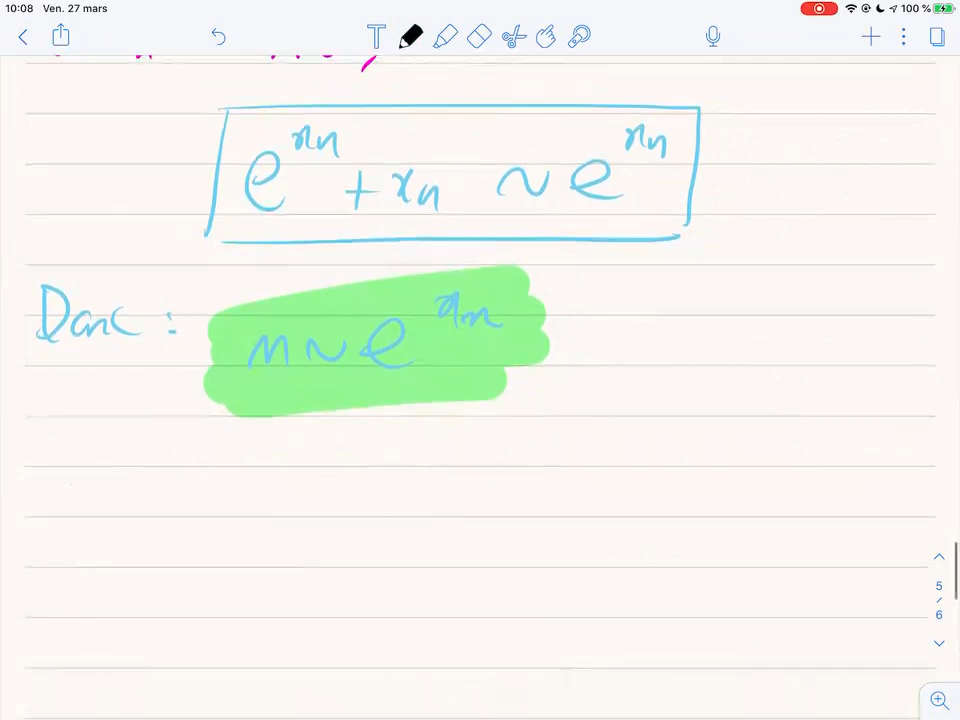 10:08 Ven. 27 mars 100 %
e^{x_n} + x_n ~ e^{x_n}
Donc : n ~ e^{x_n}
5
/
6